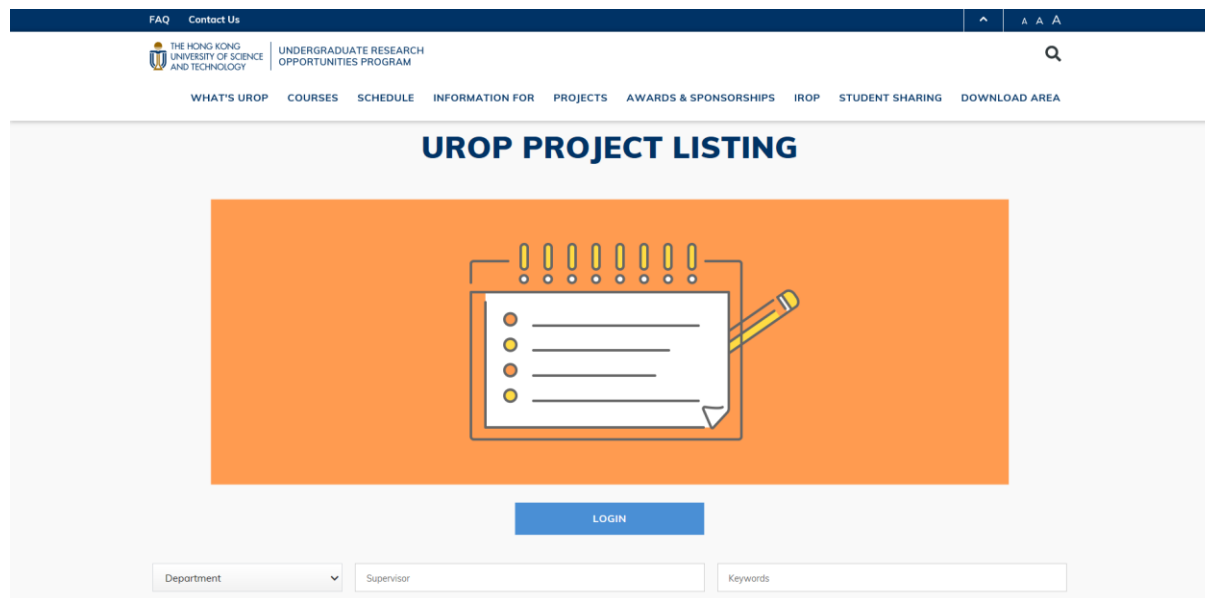 FAQ Contact Us
A A A
THE HONG KONG
UNIVERSITY OF SCIENCE
AND TECHNOLOGY
UNDERGRADUATE RESEARCH
OPPORTUNITIES PROGRAM
WHAT'S UROP COURSES SCHEDULE INFORMATION FOR PROJECTS AWARDS & SPONSORSHIPS IROP STUDENT SHARING DOWNLOAD AREA
UROP PROJECT LISTING
LOGIN
Department Supervisor Keywords